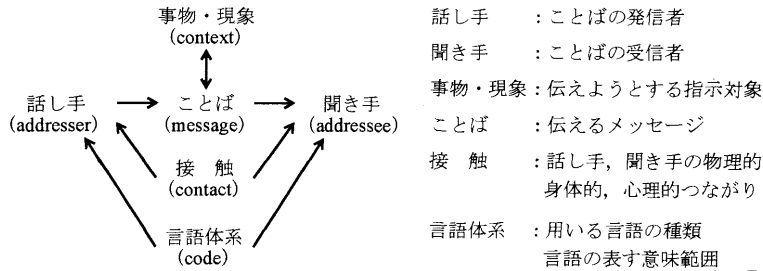 事物・現象
(context)
話し手
(addresser)
ことば
(message)
聞き手
(addressee)
接　触
(contact)
言語体系
(code)
話し手　：ことばの発信者
聞き手　：ことばの受信者
事物・現象：伝えようとする指示対象
ことば　：伝えるメッセージ
接　触　：話し手，聞き手の物理的
身体的，心理的つながり
言語体系　：用いる言語の種類
言語の表す意味範囲